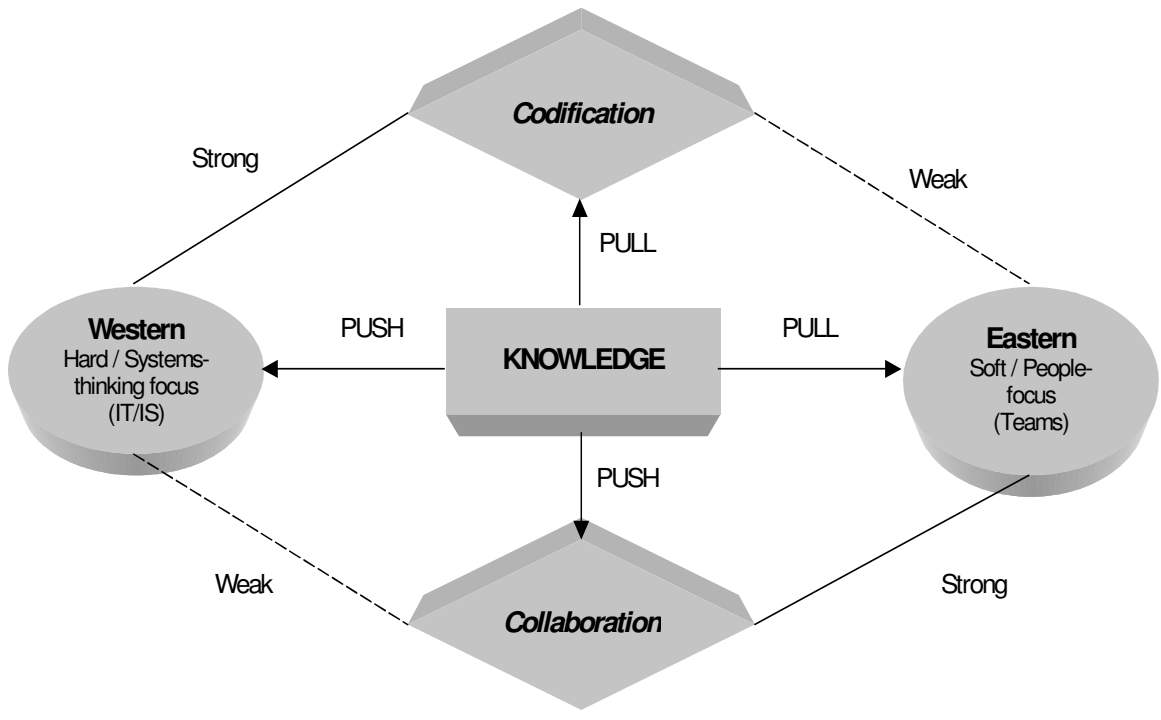 Codification
Strong
Weak
PULL
Western
Hard / Systems-
thinking focus
(IT/IS)
PUSH
KNOWLEDGE
PULL
Eastern
Soft / People-
focus
(Teams)
PUSH
Weak
Strong
Collaboration